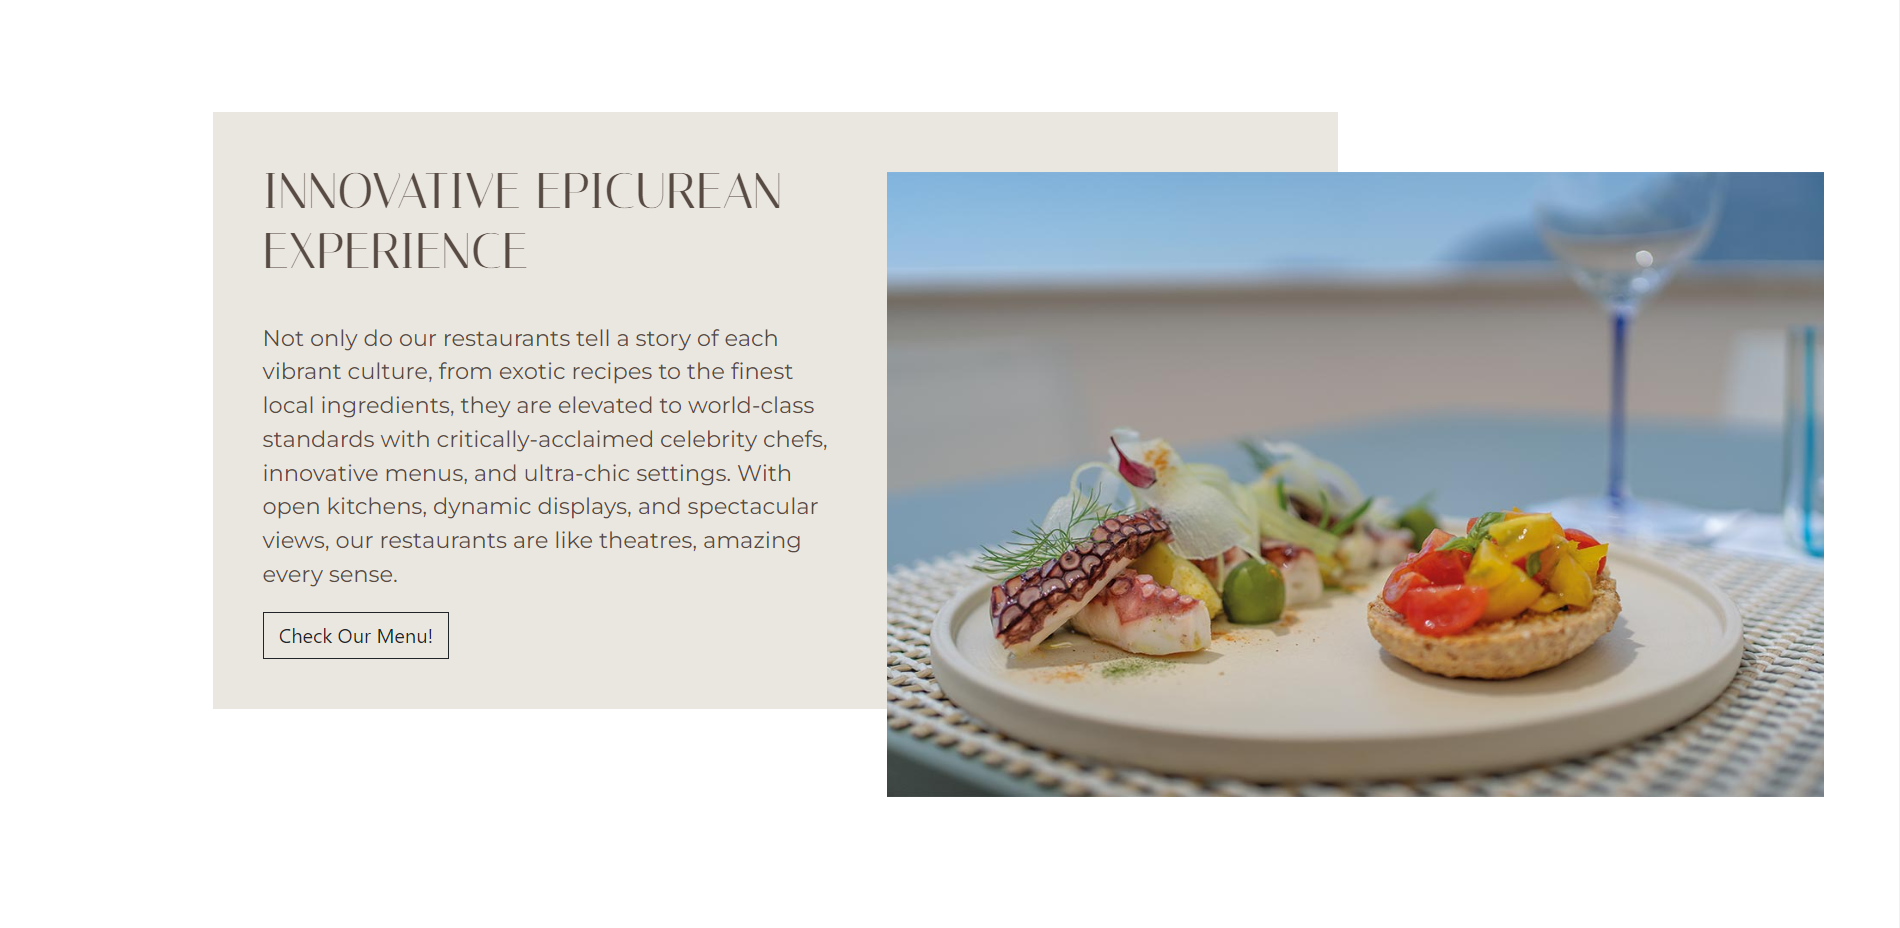 INNOVATIVE EPICUREAN
EXPERIENCE
Not only do our restaurants tell a story of each
vibrant culture, from exotic recipes to the finest
local ingredients, they are elevated to world-class
standards with critically-acclaimed celebrity chefs,
innovative menus, and ultra-chic settings. With
open kitchens, dynamic displays, and spectacular
views, our restaurants are like theatres, amazing
every sense.
Check Our Menu!